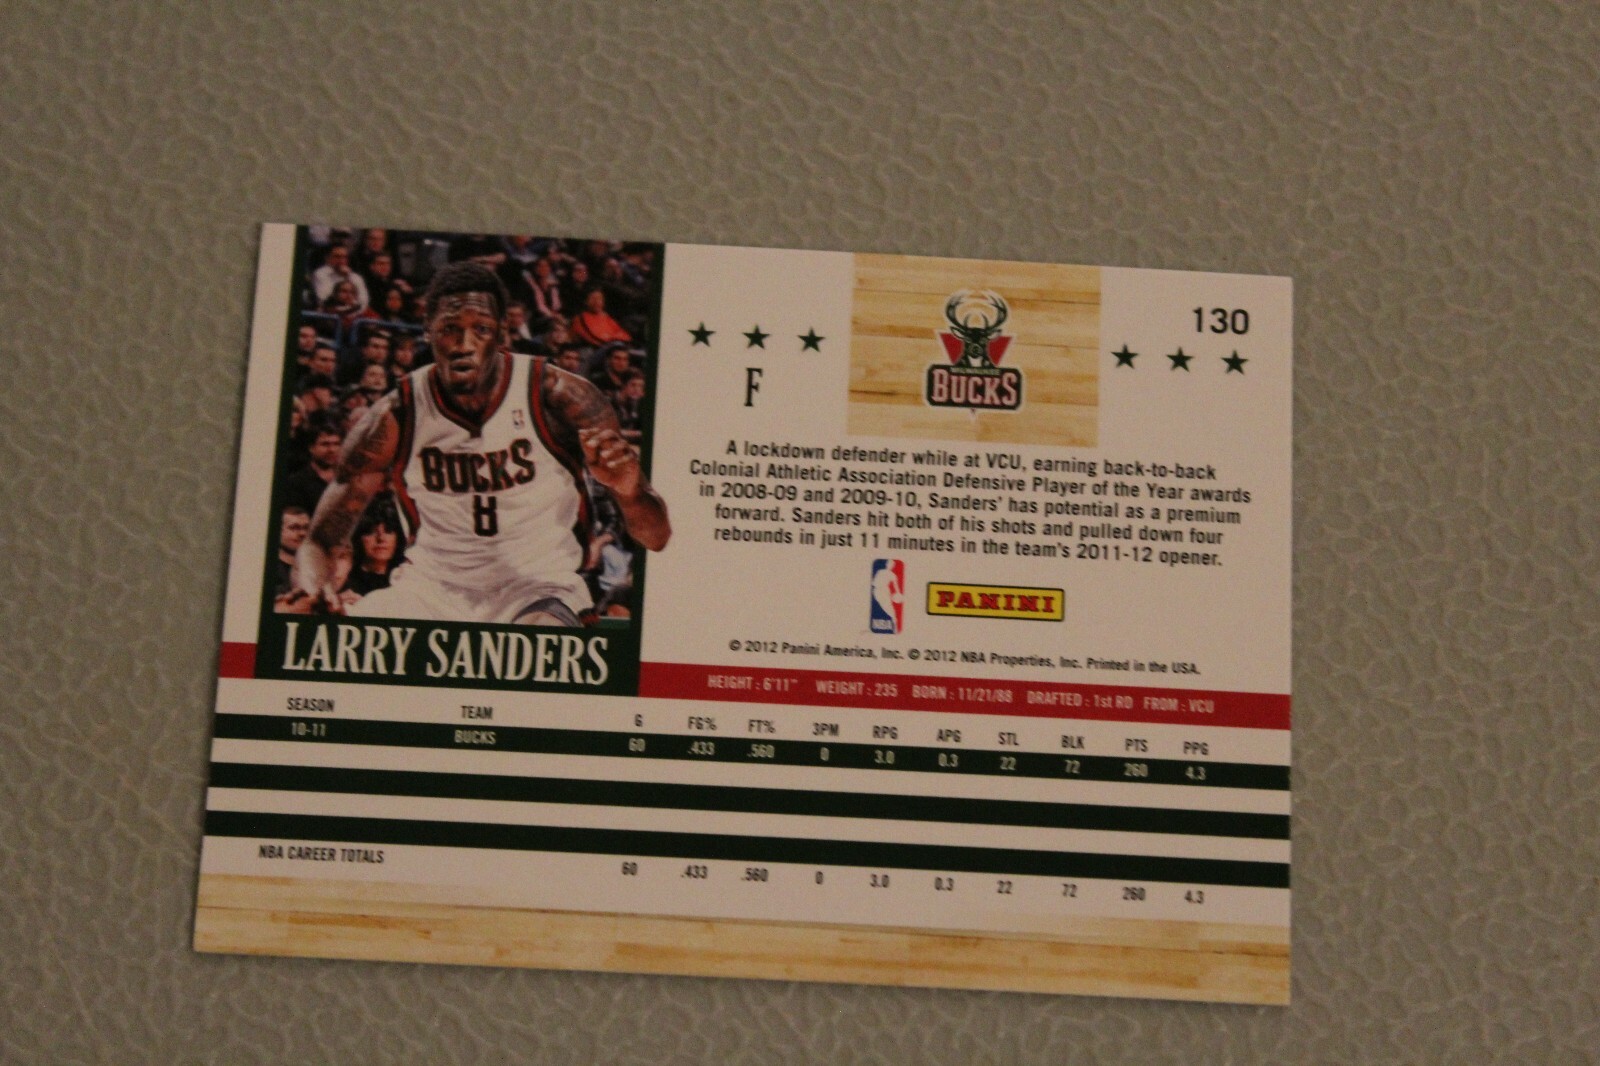 130
F
MILWAUKEE
BUCKS
BUCKS
8
A lockdown defender while at VCU, earning back-to-back
Colonial Athletic Association Defensive Player of the Year awards
in 2008-09 and 2009-10, Sanders' has potential as a premium
forward. Sanders hit both of his shots and pulled down four
rebounds in just 11 minutes in the team's 2011-12 opener.
NBA
PANINI
© 2012 Panini America, Inc. © 2012 NBA Properties, Inc. Printed in the USA.
LARRY SANDERS
HEIGHT : 6'11" WEIGHT : 235 BORN : 11/21/88 DRAFTED : 1st RD FROM : VCU
SEASON TEAM G FG% FT% 3PM RPG APG STL BLK PTS PPG
10-11 BUCKS 60 .433 .560 0 3.0 0.3 22 72 260 4.3
NBA CAREER TOTALS 60 .433 .560 0 3.0 0.3 22 72 260 4.3